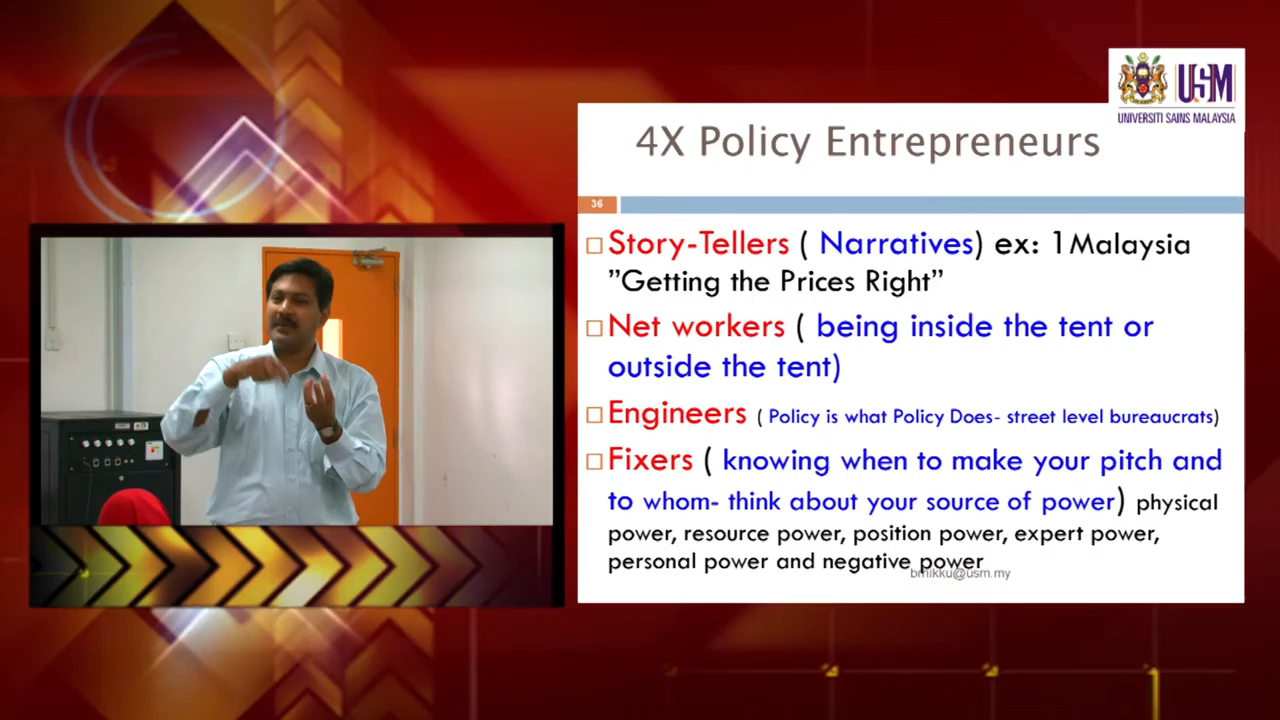 USM
UNIVERSITI SAINS MALAYSIA
4X Policy Entrepreneurs
36
Story-Tellers ( Narratives) ex: 1Malaysia
”Getting the Prices Right”
Net workers ( being inside the tent or
outside the tent)
Engineers ( Policy is what Policy Does- street level bureaucrats)
Fixers ( knowing when to make your pitch and
to whom- think about your source of power) physical
power, resource power, position power, expert power,
personal power and negative power
bmikku@usm.my